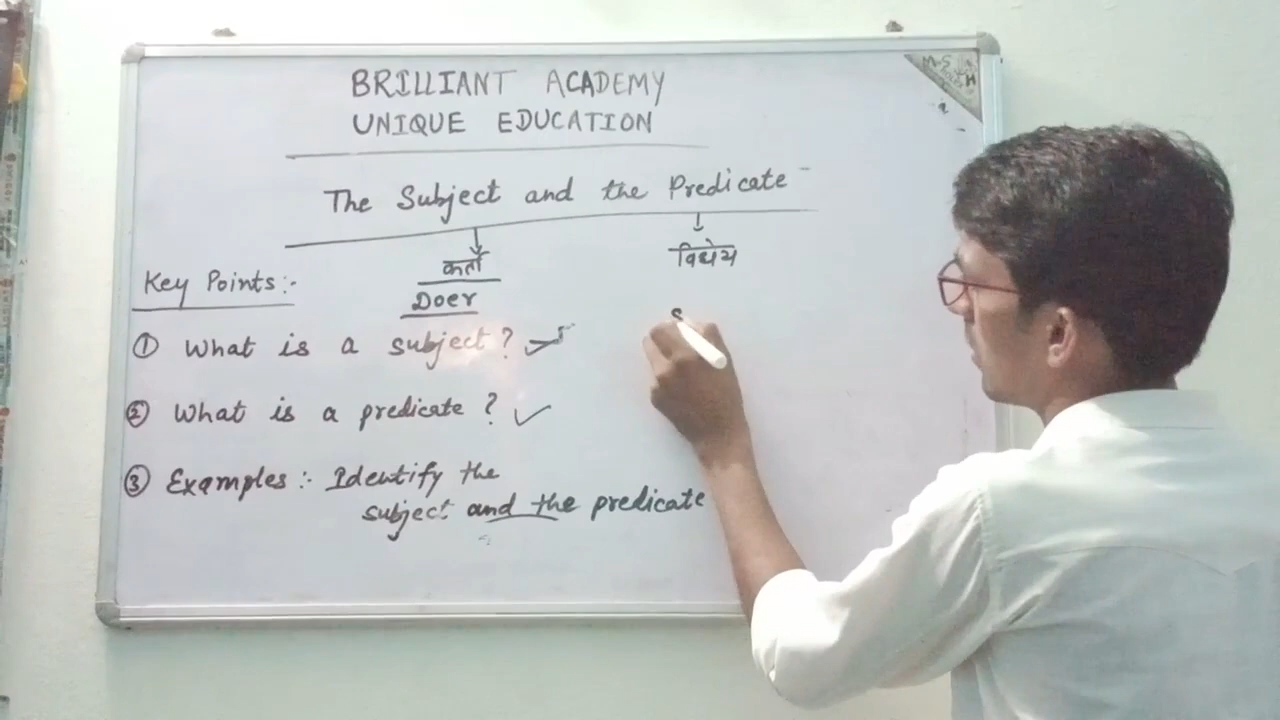 BRILLIANT ACADEMY
UNIQUE EDUCATION
The Subject and the Predicate
कर्ता
विधेय
Doer
Key Points:-
① What is a subject?
② What is a predicate?
③ Examples:- Identify the
subject and the predicate
S